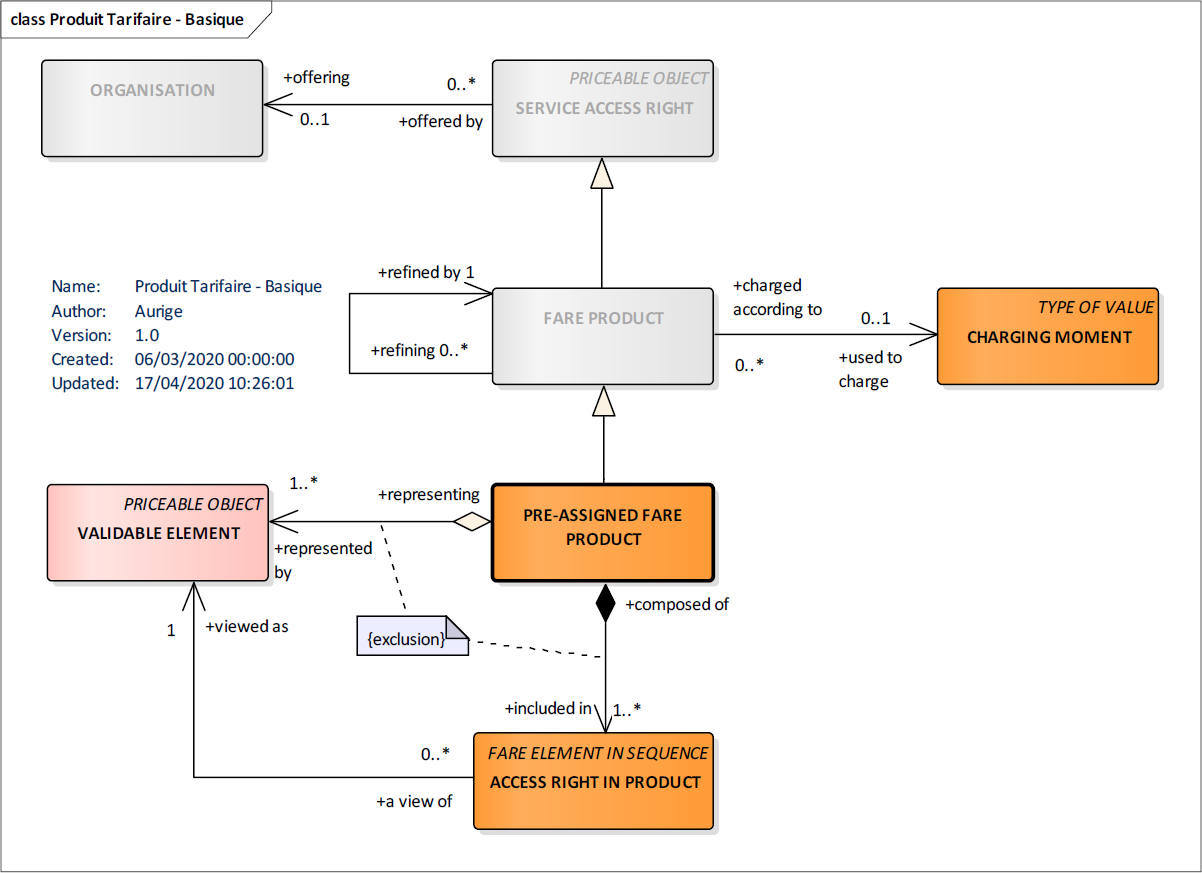 class Produit Tarifaire - Basique
ORGANISATION
+offering
0..1
0..*
+offered by
PRICEABLE OBJECT
SERVICE ACCESS RIGHT
Name: Produit Tarifaire - Basique
Author: Aurige
Version: 1.0
Created: 06/03/2020 00:00:00
Updated: 17/04/2020 10:26:01
+refined by 1
+refining 0..*
FARE PRODUCT
+charged
according to
0..*
0..1
+used to
charge
TYPE OF VALUE
CHARGING MOMENT
PRICEABLE OBJECT
VALIDABLE ELEMENT
1..*
+represented
by
+representing
PRE-ASSIGNED FARE
PRODUCT
+composed of
{exclusion}
1
+viewed as
+included in
1..*
0..*
+a view of
FARE ELEMENT IN SEQUENCE
ACCESS RIGHT IN PRODUCT